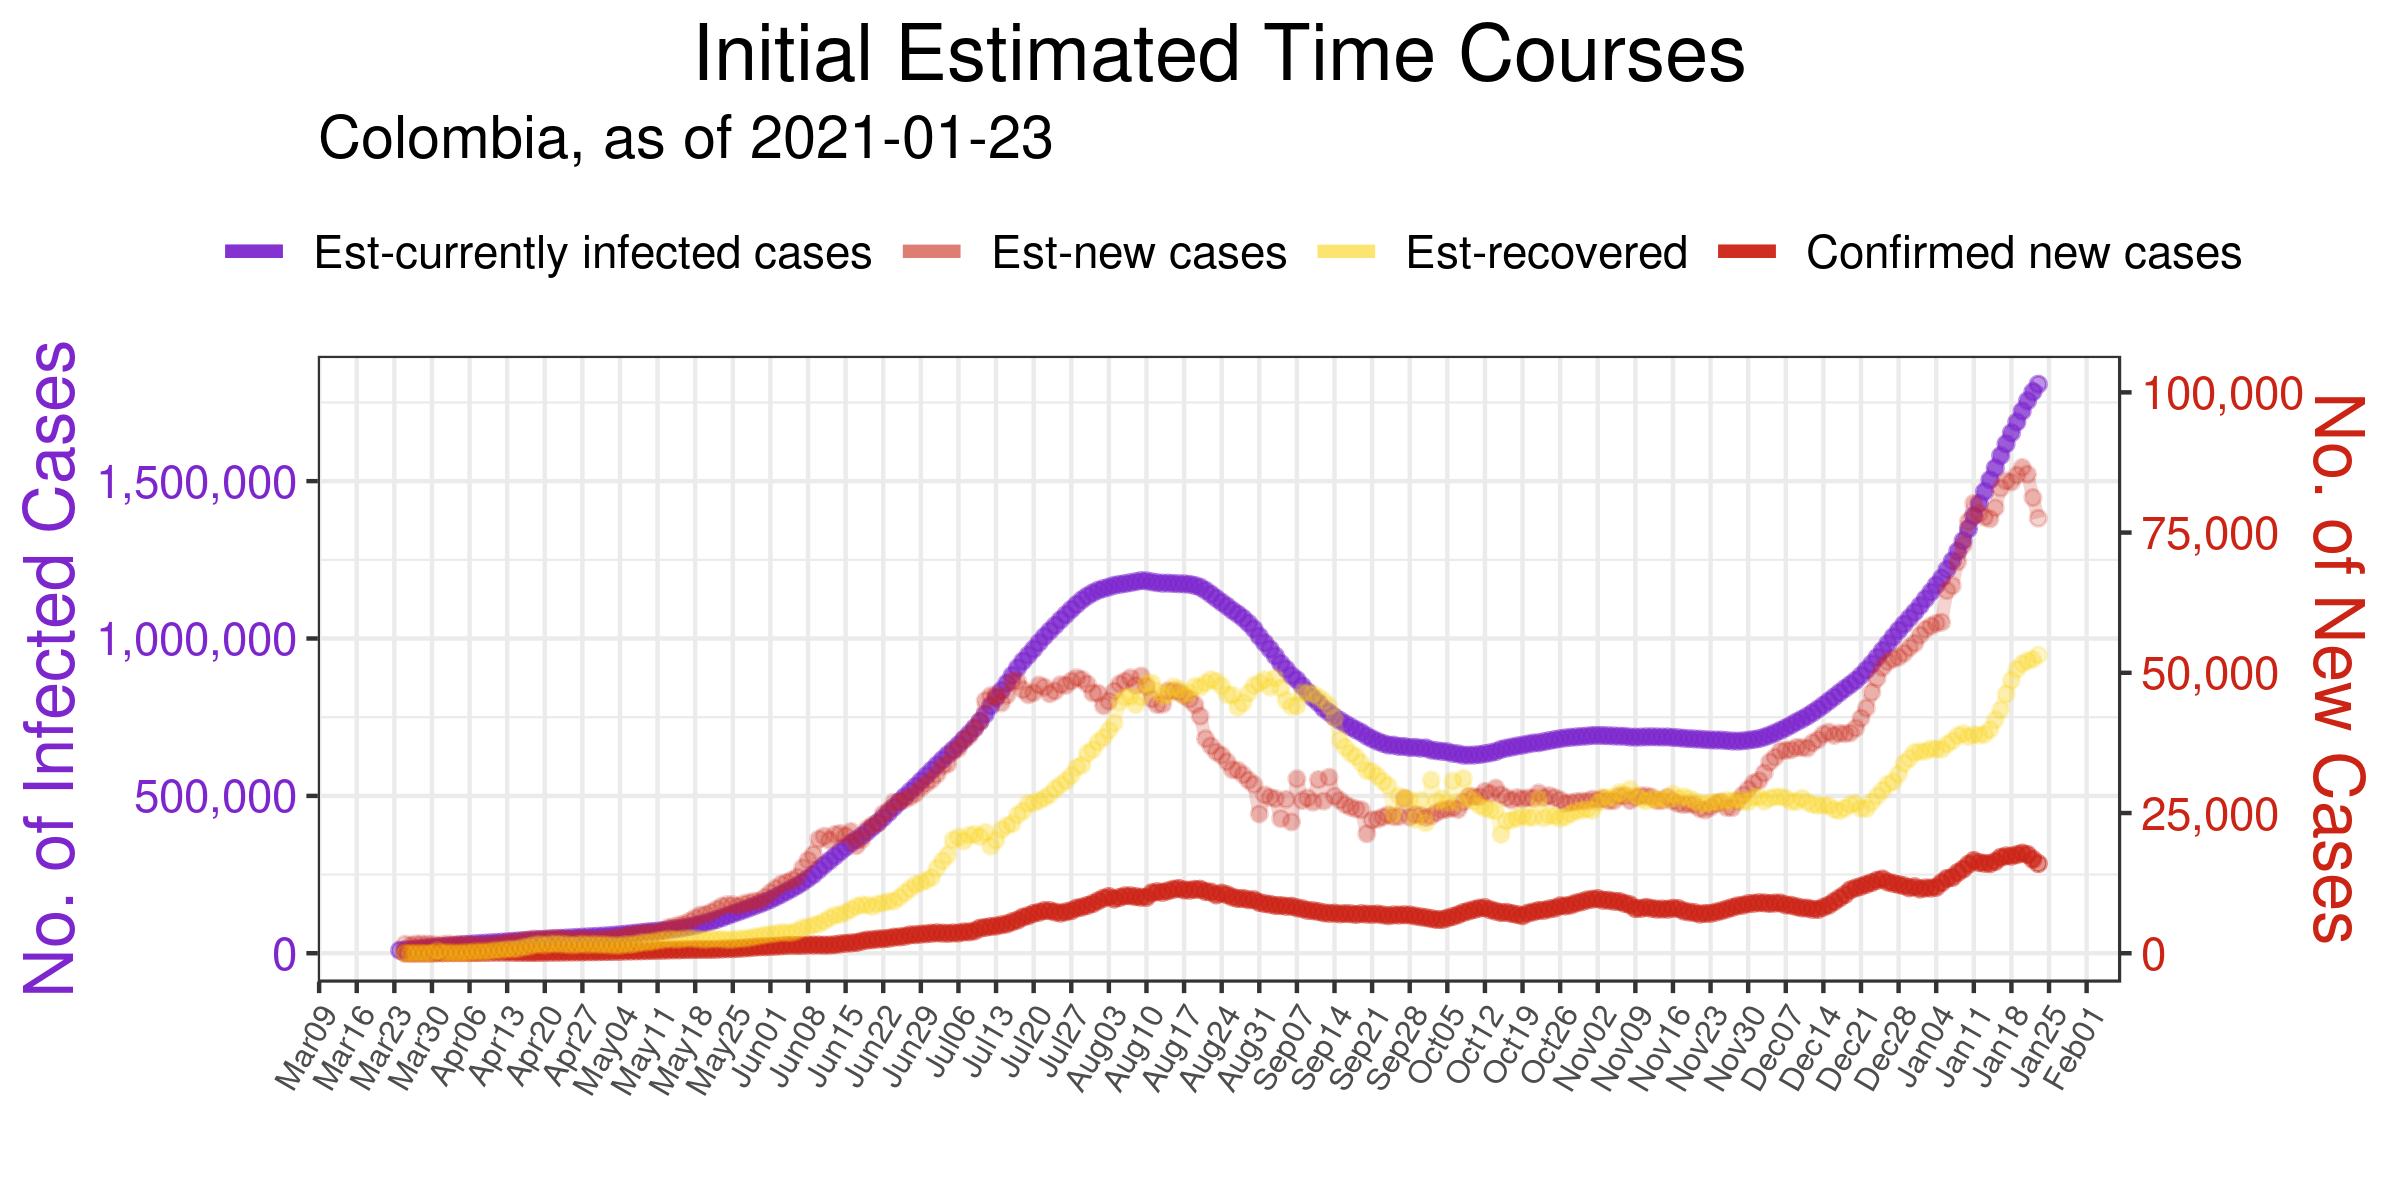 Initial Estimated Time Courses
Colombia, as of 2021-01-23
Est-currently infected cases Est-new cases Est-recovered Confirmed new cases
No. of Infected Cases
1,500,000
1,000,000
500,000
0
100,000
75,000
50,000
25,000
0
No. of New Cases
Mar09 Mar16 Mar23 Mar30 Apr06 Apr13 Apr20 Apr27 May04 May11 May18 May25 Jun01 Jun08 Jun15 Jun22 Jun29 Jul06 Jul13 Jul20 Jul27 Aug03 Aug10 Aug17 Aug24 Aug31 Sep07 Sep14 Sep21 Sep28 Oct05 Oct12 Oct19 Oct26 Nov02 Nov09 Nov16 Nov23 Nov30 Dec07 Dec14 Dec21 Dec28 Jan04 Jan11 Jan18 Jan25 Feb01